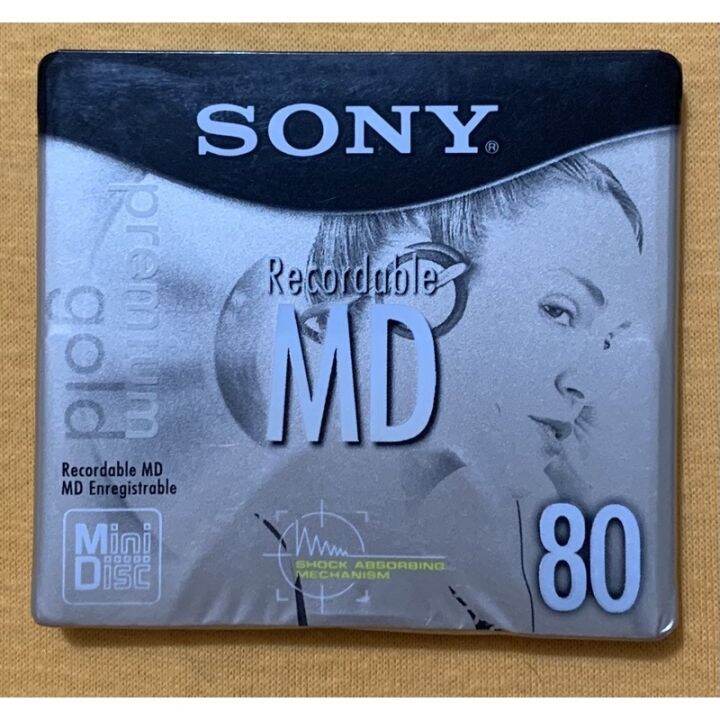 SONY®
premium
gold
Recordable
MD
Recordable MD
MD Enregistrable
Mini
Disc
SHOCK ABSORBING
MECHANISM
80